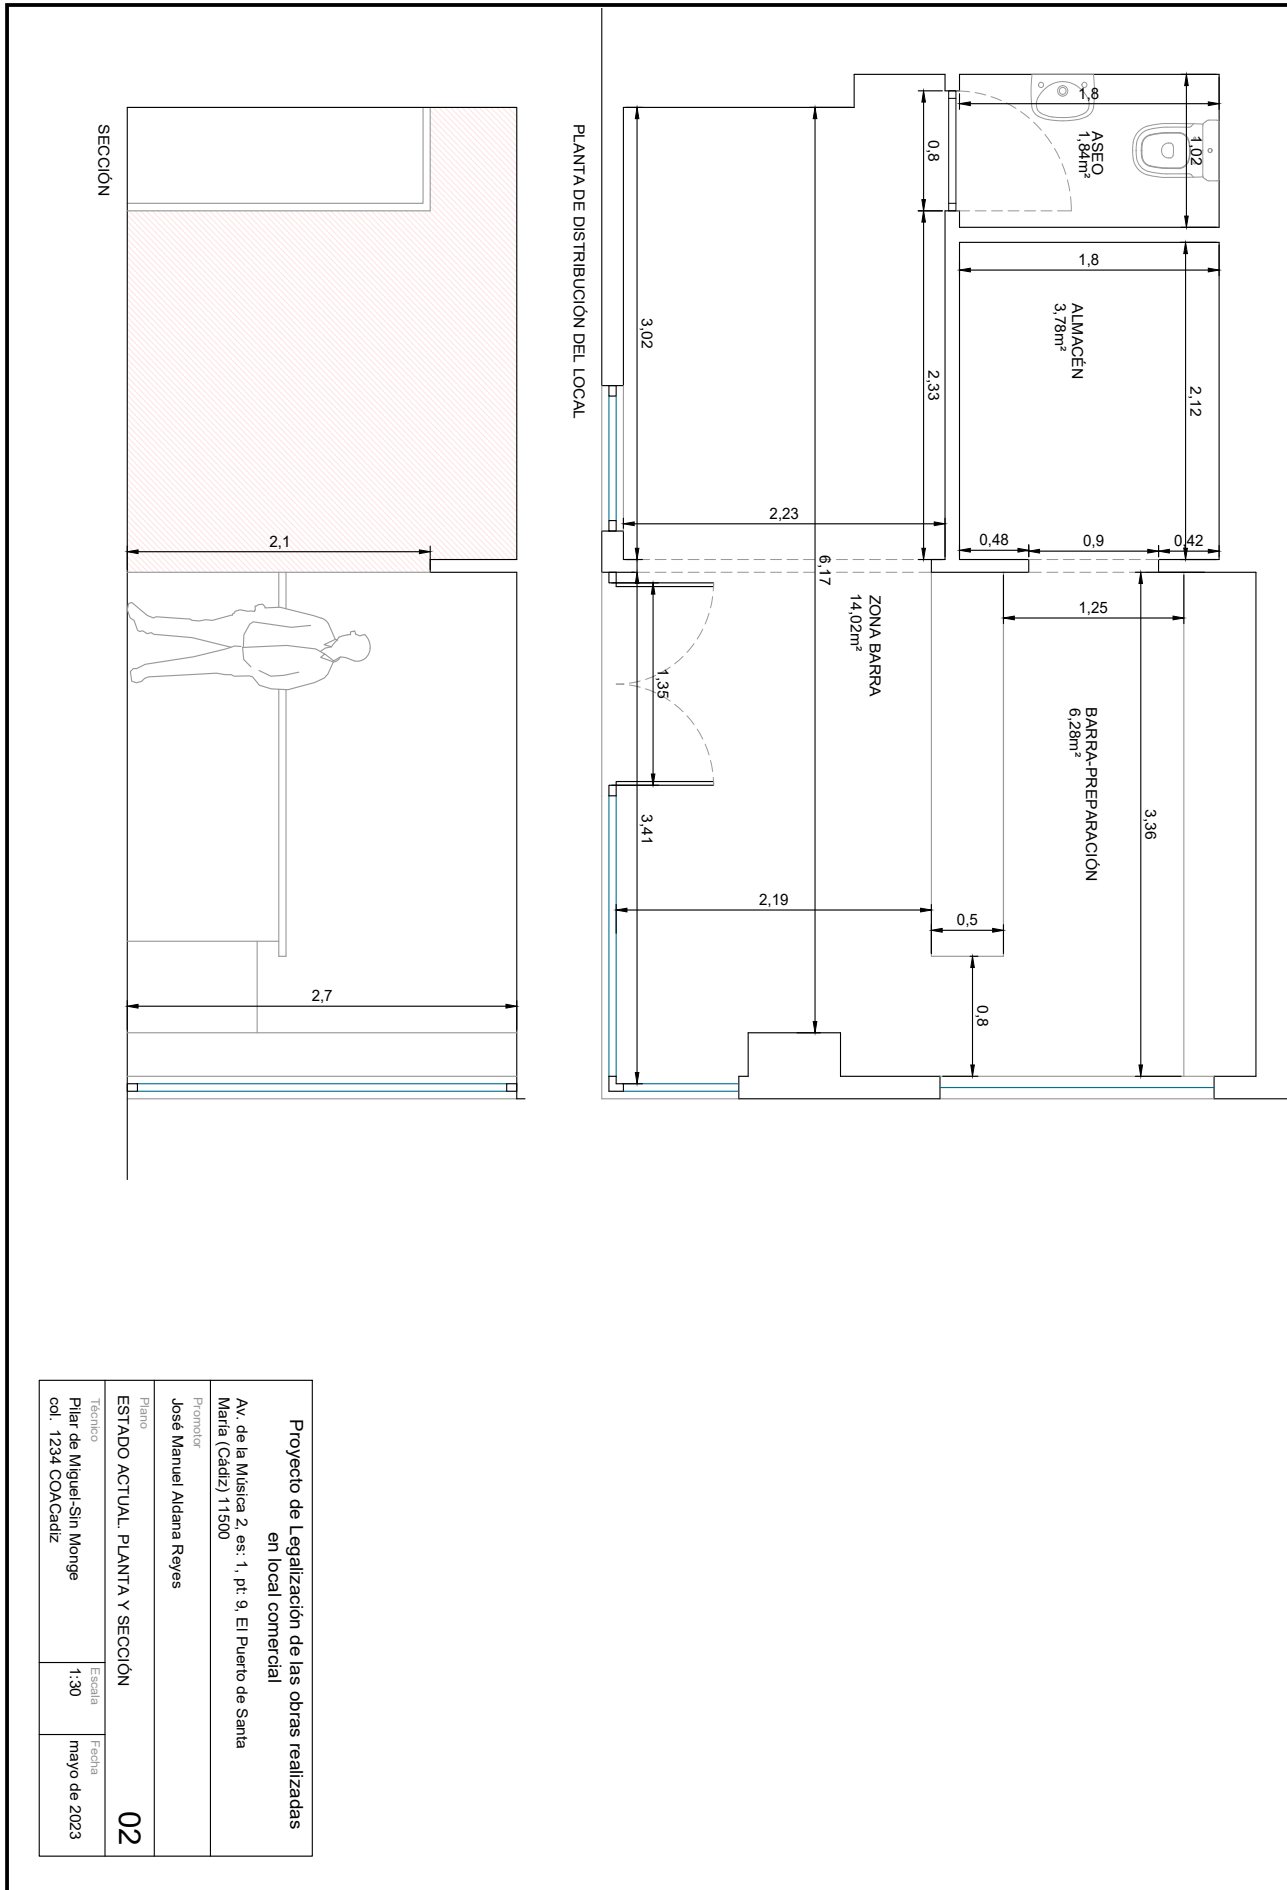 1,8
1,02
ASEO
1,84m²
0,8
1,8
ALMACÉN
3,78m²
2,12
2,33
3,02
2,23
0,48
0,9
0,42
6,17
ZONA BARRA
14,02m²
1,25
1,35
BARRA-PREPARACIÓN
6,28m²
3,36
3,41
2,19
0,5
0,8
PLANTA DE DISTRIBUCIÓN DEL LOCAL
2,1
2,7
SECCIÓN
Proyecto de Legalización de las obras realizadas
en local comercial
Av. de la Música 2, es: 1, pt: 9, El Puerto de Santa
María (Cádiz) 11500
Promotor
José Manuel Aldana Reyes
Plano
ESTADO ACTUAL. PLANTA Y SECCIÓN
02
Técnico
Pilar de Miguel-Sin Monge
col. 1234 COACadiz
Escala
1:30
Fecha
mayo de 2023